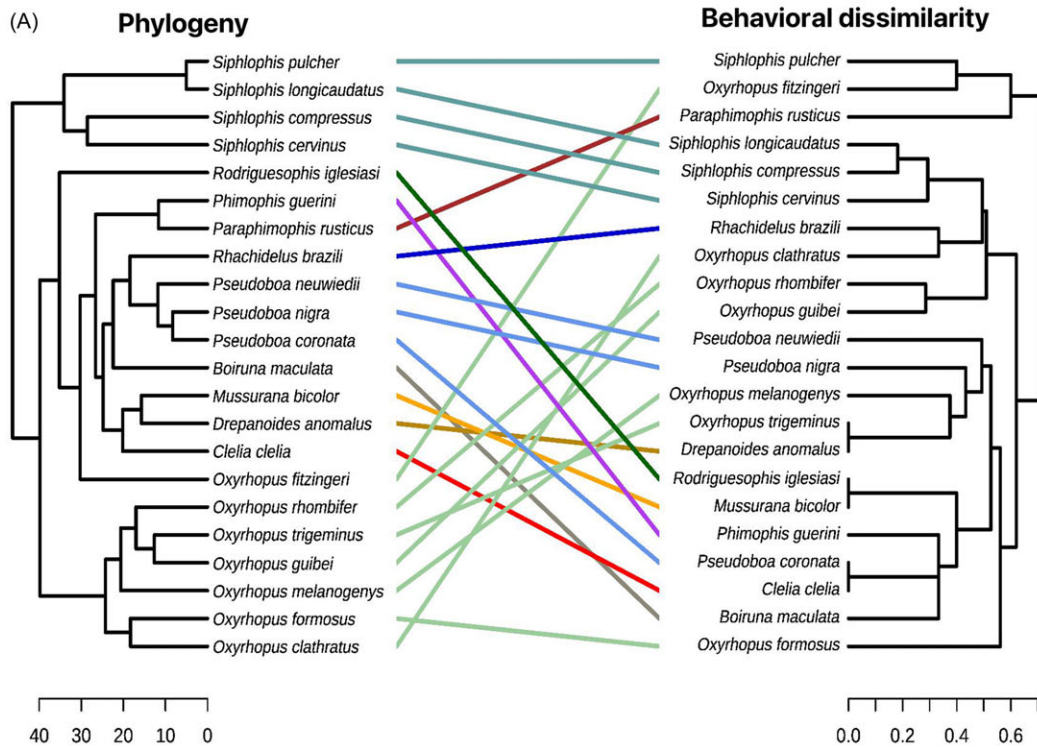 (A)
Phylogeny
Siphlophis pulcher
Siphlophis longicaudatus
Siphlophis compressus
Siphlophis cervinus
Rodriguesophis iglesiasi
Phimophis guerini
Paraphimophis rusticus
Rhachidelus brazili
Pseudoboa neuwiedii
Pseudoboa nigra
Pseudoboa coronata
Boiruna maculata
Mussurana bicolor
Drepanoides anomalus
Clelia clelia
Oxyrhopus fitzingeri
Oxyrhopus rhombifer
Oxyrhopus trigeminus
Oxyrhopus guibei
Oxyrhopus melanogenys
Oxyrhopus formosus
Oxyrhopus clathratus
40 30 20 10 0
Behavioral dissimilarity
Siphlophis pulcher
Oxyrhopus fitzingeri
Paraphimophis rusticus
Siphlophis longicaudatus
Siphlophis compressus
Siphlophis cervinus
Rhachidelus brazili
Oxyrhopus clathratus
Oxyrhopus rhombifer
Oxyrhopus guibei
Pseudoboa neuwiedii
Pseudoboa nigra
Oxyrhopus melanogenys
Oxyrhopus trigeminus
Drepanoides anomalus
Rodriguesophis iglesiasi
Mussurana bicolor
Phimophis guerini
Pseudoboa coronata
Clelia clelia
Boiruna maculata
Oxyrhopus formosus
0.0 0.2 0.4 0.6